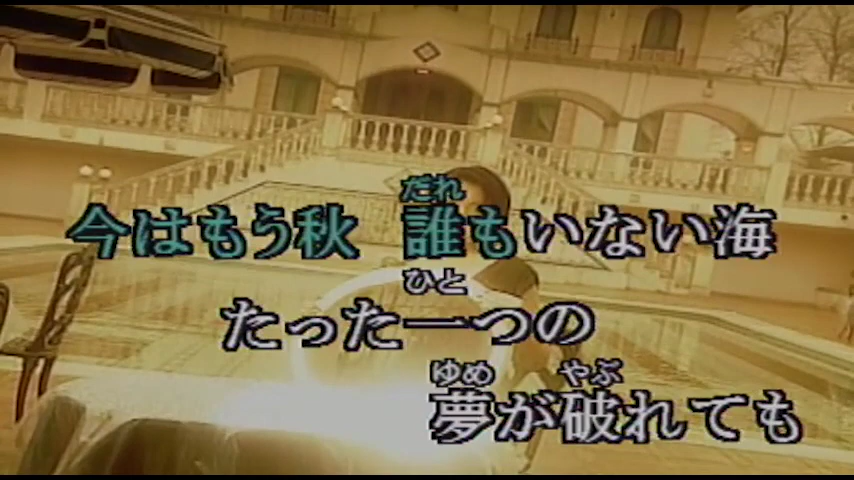 だれ
今はもう秋 誰もいない海
ひと
たった一つの
ゆめ やぶ
夢が破れても